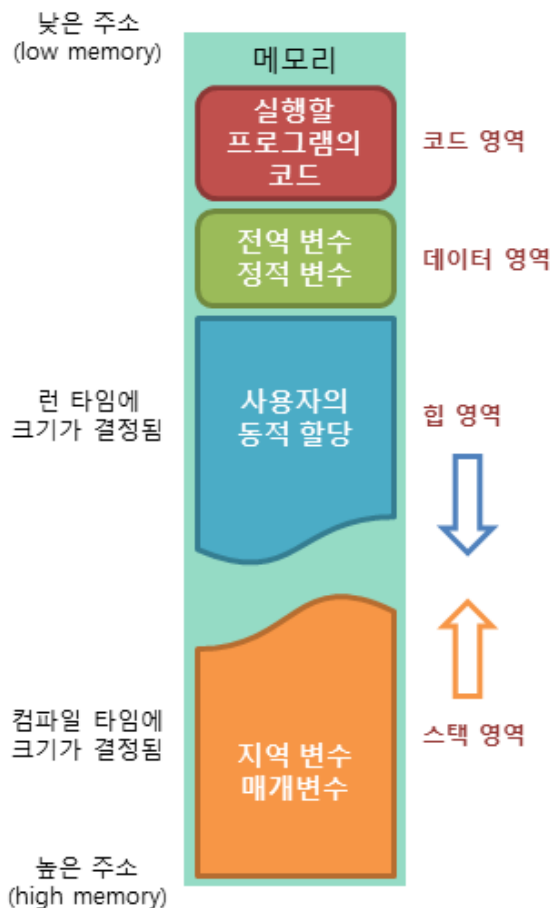 낮은 주소
(low memory)
메모리
실행할
프로그램의
코드
코드 영역
전역 변수
정적 변수
데이터 영역
런 타임에
크기가 결정됨
사용자의
동적 할당
힙 영역
컴파일 타임에
크기가 결정됨
지역 변수
매개변수
스택 영역
높은 주소
(high memory)